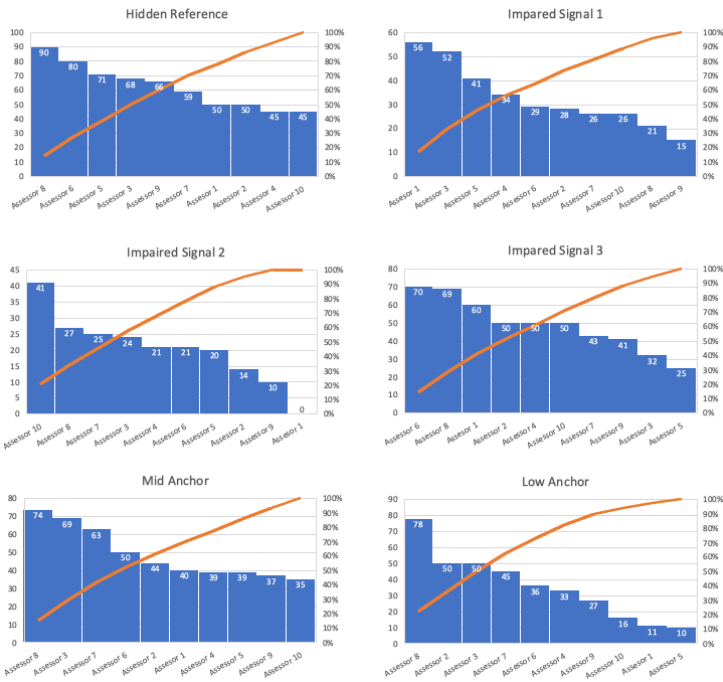 Hidden Reference
100
90
80
70
60
50
40
30
20
10
0
90
80
71
68
66
59
50
50
45
45
100%
90%
80%
70%
60%
50%
40%
30%
20%
10%
0%
Assessor 8
Assessor 6
Assessor 5
Assessor 3
Assessor 9
Assessor 7
Assessor 1
Assessor 2
Assessor 4
Assessor 10
Impared Signal 1
60
50
40
30
20
10
0
56
52
41
34
29
28
26
26
21
15
100%
90%
80%
70%
60%
50%
40%
30%
20%
10%
0%
Assessor 1
Assessor 3
Assessor 5
Assessor 4
Assessor 6
Assessor 2
Assessor 7
Assessor 10
Assessor 8
Assessor 9
Impaired Signal 2
45
40
35
30
25
20
15
10
5
0
41
27
25
24
21
21
20
14
10
0
100%
90%
80%
70%
60%
50%
40%
30%
20%
10%
0%
Assessor 10
Assessor 8
Assessor 7
Assessor 3
Assessor 4
Assessor 6
Assessor 5
Assessor 2
Assessor 9
Assesor 1
Impared Signal 3
80
70
60
50
40
30
20
10
0
70
69
60
50
50
50
43
41
32
25
100%
90%
80%
70%
60%
50%
40%
30%
20%
10%
0%
Assessor 6
Assessor 8
Assessor 1
Assessor 2
Assessor 4
Assessor 10
Assessor 7
Assessor 9
Assessor 3
Assessor 5
Mid Anchor
80
70
60
50
40
30
20
10
0
74
69
63
50
44
40
39
39
37
35
100%
90%
80%
70%
60%
50%
40%
30%
20%
10%
0%
Assessor 8
Assessor 3
Assessor 7
Assessor 6
Assessor 2
Assessor 1
Assessor 4
Assessor 5
Assessor 9
Assessor 10
Low Anchor
90
80
70
60
50
40
30
20
10
0
78
50
50
45
36
33
27
16
11
10
100%
90%
80%
70%
60%
50%
40%
30%
20%
10%
0%
Assessor 8
Assessor 2
Assessor 3
Assessor 7
Assessor 6
Assessor 4
Assessor 9
Assessor 10
Assessor 1
Assessor 5